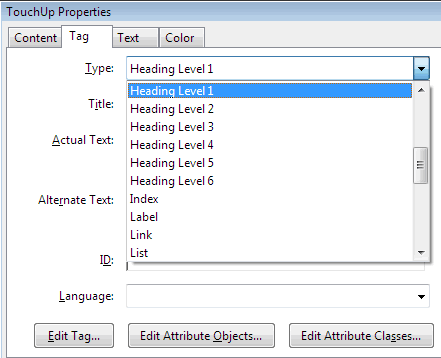 TouchUp Properties
Content Tag Text Color
Type: Heading Level 1
Heading Level 1
Title: Heading Level 2
Heading Level 3
Actual Text: Heading Level 4
Heading Level 5
Heading Level 6
Alternate Text: Index
Label
Link
ID: List
Language:
Edit Tag... Edit Attribute Objects... Edit Attribute Classes...